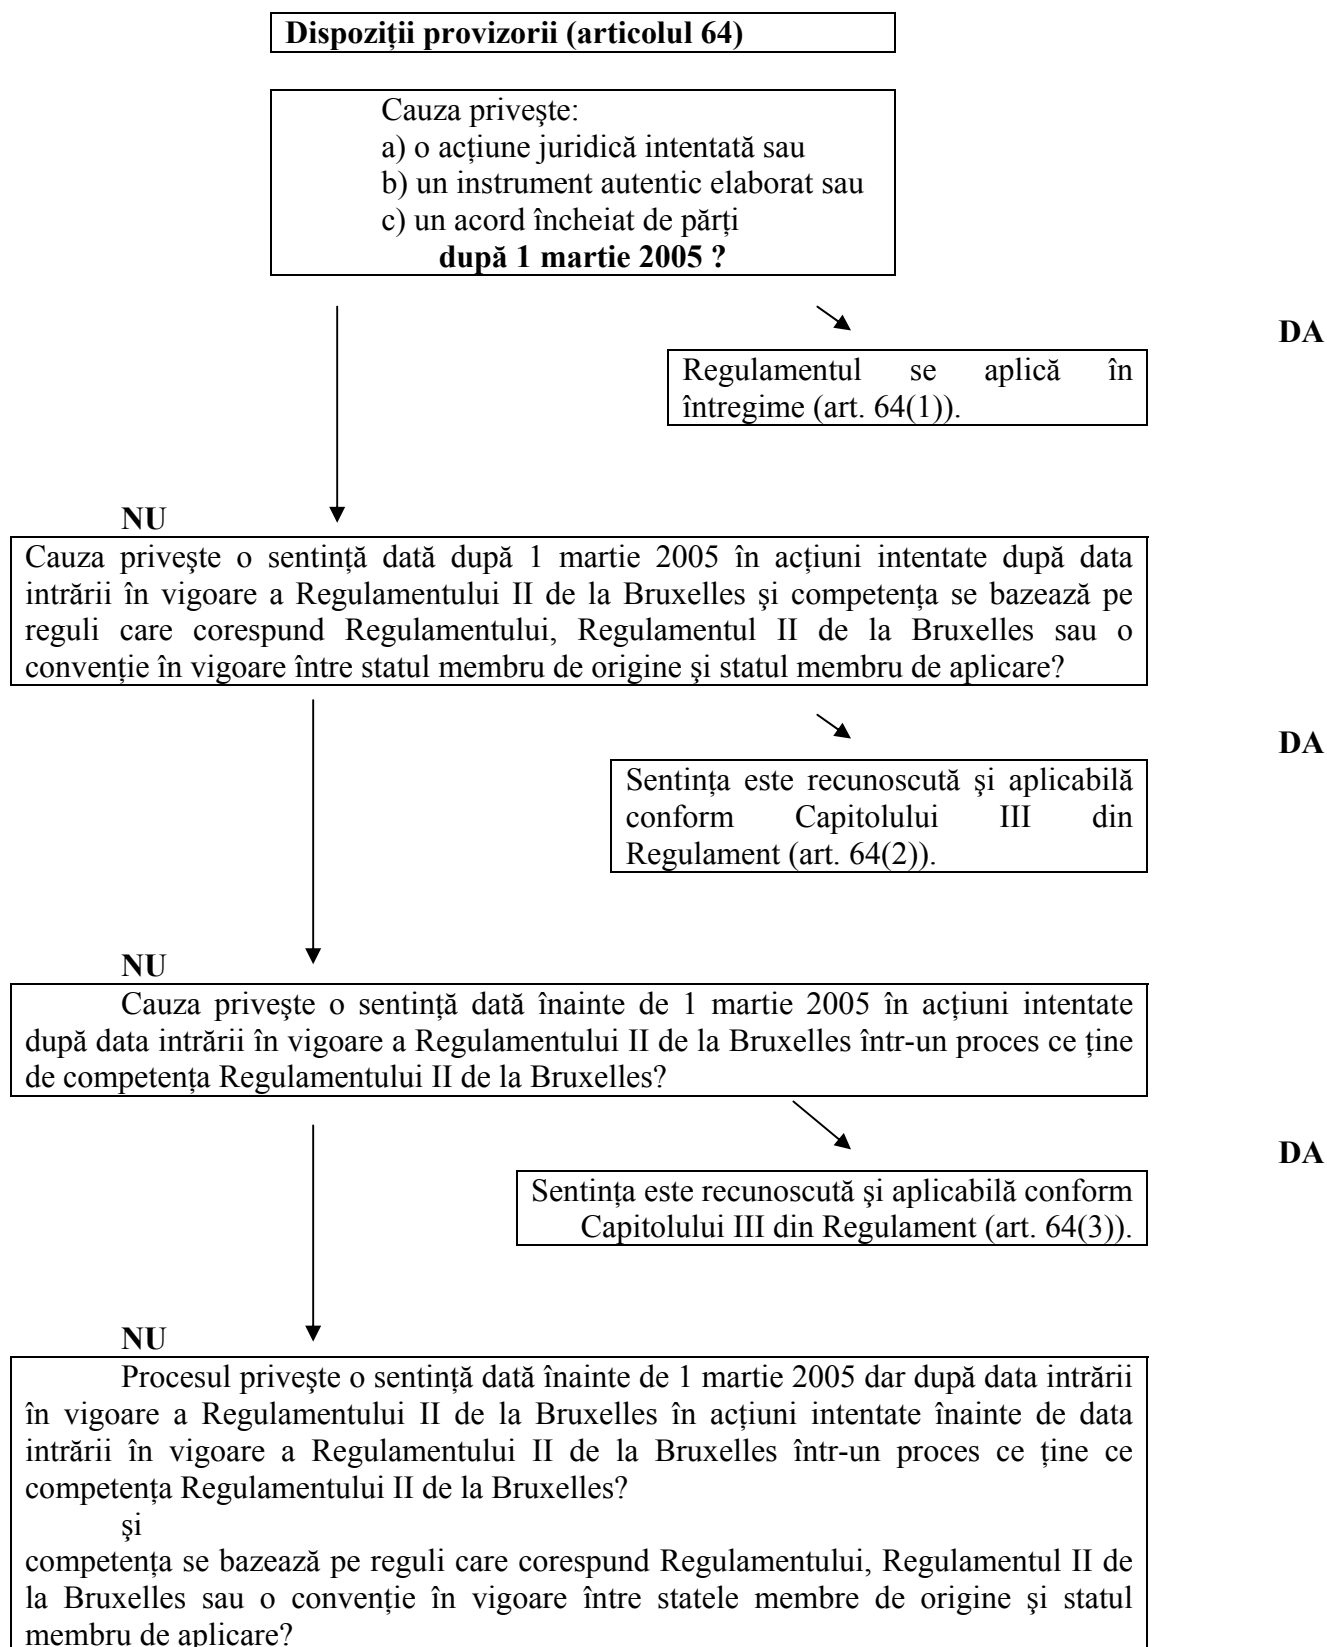 Dispoziții provizorii (articolul 64)
Cauza priveşte:
a) o acțiune juridică intentată sau
b) un instrument autentic elaborat sau
c) un acord încheiat de părți
după 1 martie 2005 ?
DA
Regulamentul se aplică în
întregime (art. 64(1)).
NU
Cauza priveşte o sentință dată după 1 martie 2005 în acțiuni intentate după data
intrării în vigoare a Regulamentului II de la Bruxelles şi competența se bazează pe
reguli care corespund Regulamentului, Regulamentul II de la Bruxelles sau o
convenție în vigoare între statul membru de origine şi statul membru de aplicare?
DA
Sentința este recunoscută şi aplicabilă
conform Capitolului III din
Regulament (art. 64(2)).
NU
Cauza priveşte o sentință dată înainte de 1 martie 2005 în acțiuni intentate
după data intrării în vigoare a Regulamentului II de la Bruxelles într-un proces ce ține
de competența Regulamentului II de la Bruxelles?
DA
Sentința este recunoscută şi aplicabilă conform
Capitolului III din Regulament (art. 64(3)).
NU
Procesul priveşte o sentință dată înainte de 1 martie 2005 dar după data intrării
în vigoare a Regulamentului II de la Bruxelles în acțiuni intentate înainte de data
intrării în vigoare a Regulamentului II de la Bruxelles într-un proces ce ține ce
competența Regulamentului II de la Bruxelles?
şi
competența se bazează pe reguli care corespund Regulamentului, Regulamentul II de
la Bruxelles sau o convenție în vigoare între statele membre de origine şi statul
membru de aplicare?